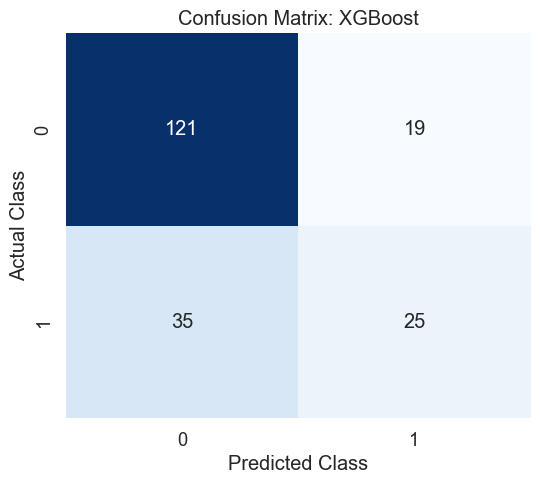 Confusion Matrix: XGBoost
0
121
19
Actual Class
1
35
25
0
1
Predicted Class